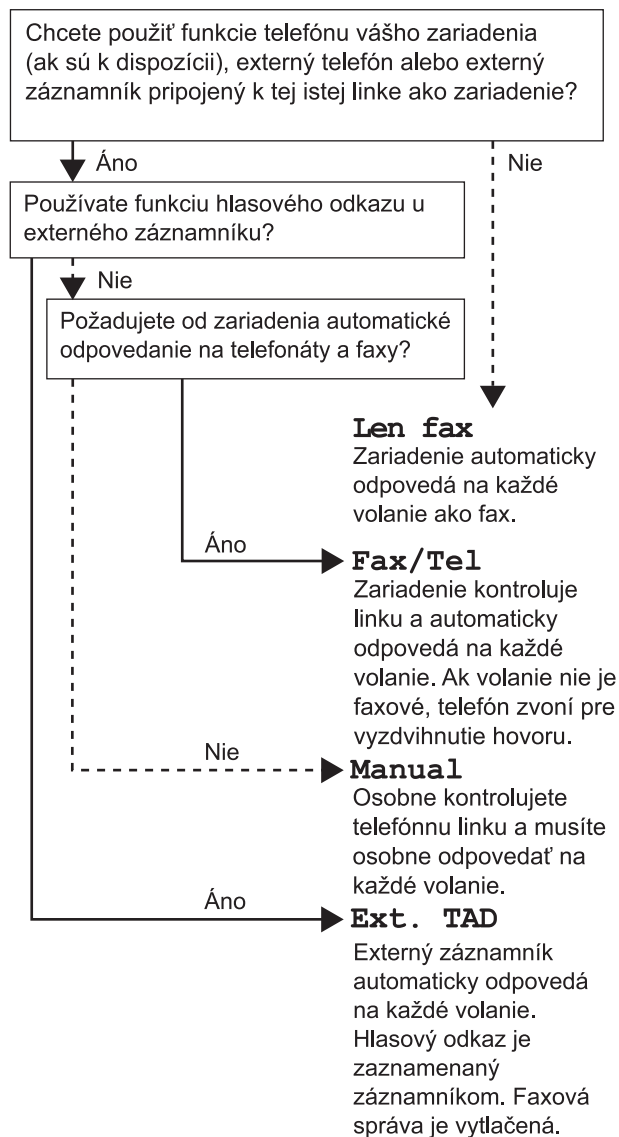 Chcete použiť funkcie telefónu vášho zariadenia
(ak sú k dispozícii), externý telefón alebo externý
záznamník pripojený k tej istej linke ako zariadenie?
Áno
Nie
Používate funkciu hlasového odkazu u
externého záznamníku?
Nie
Požadujete od zariadenia automatické
odpovedanie na telefonáty a faxy?
Len fax
Zariadenie automaticky
odpovedá na každé
volanie ako fax.
Áno
Fax/Tel
Zariadenie kontroluje
linku a automaticky
odpovedá na každé
volanie. Ak volanie nie je
faxové, telefón zvoní pre
vyzdvihnutie hovoru.
Nie
Manual
Osobne kontrolujete
telefónnu linku a musíte
osobne odpovedať na
každé volanie.
Áno
Ext. TAD
Externý záznamník
automaticky odpovedá
na každé volanie.
Hlasový odkaz je
zaznamenaný
záznamníkom. Faxová
správa je vytlačená.